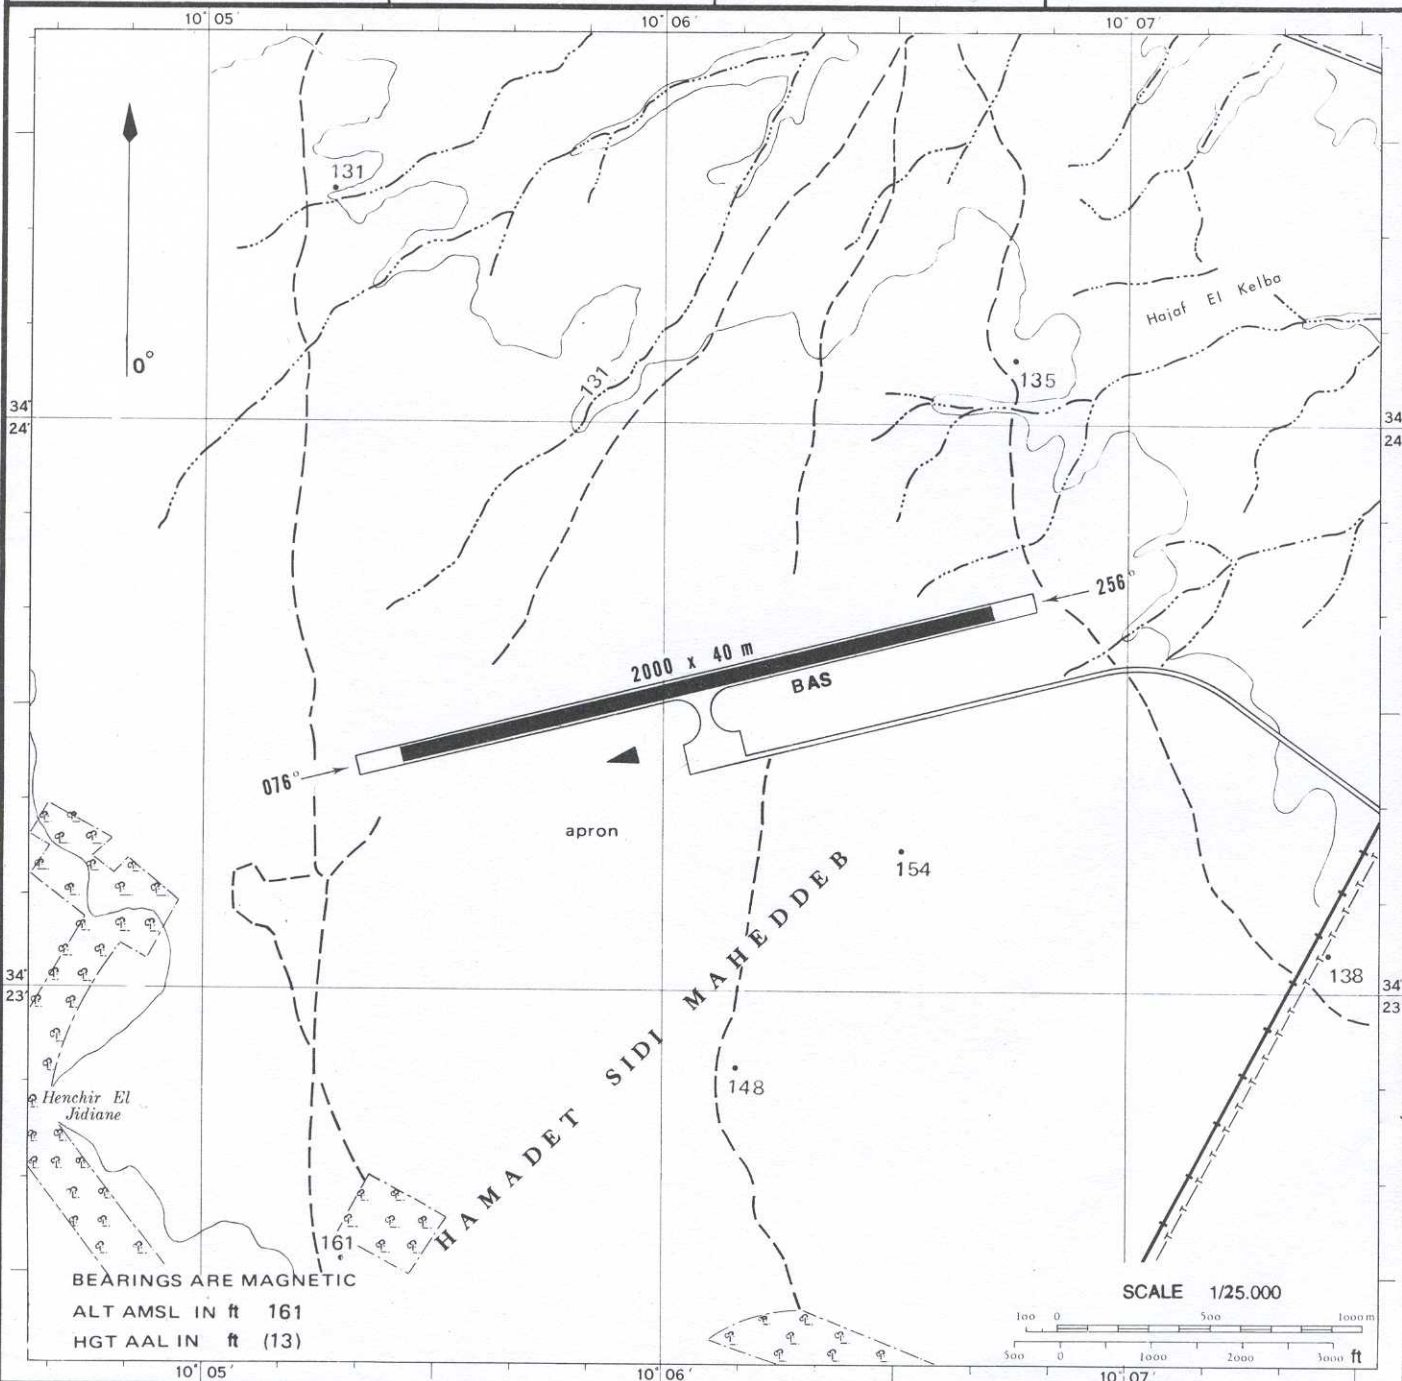 10° 05′
10° 06′
10° 07′
131
0°
Hajaf El Kelba
135
131
34°
24′
34°
24′
256°
2000 x 40 m
BAS
076°
apron
154
HAMADET SIDI MAHEDDEB
34°
23′
138
34°
23′
148
Henchir El
Jidiane
161
BEARINGS ARE MAGNETIC
ALT AMSL IN ft 161
HGT AAL IN ft (13)
SCALE 1/25.000
100 0 500 1000 m
500 0 1000 2000 3000 ft
10° 05′
10° 06′
10° 07′